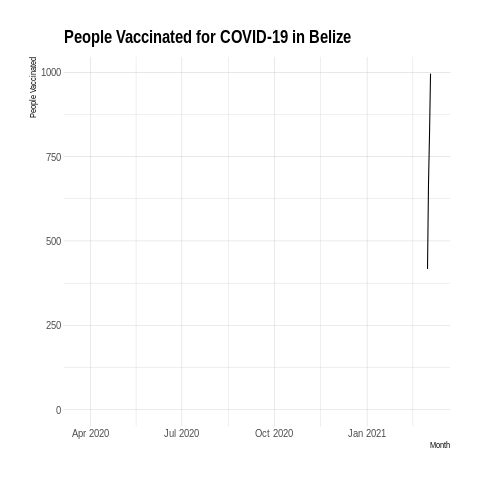 People Vaccinated for COVID-19 in Belize
People Vaccinated
1000
750
500
250
0
Apr 2020
Jul 2020
Oct 2020
Jan 2021
Month